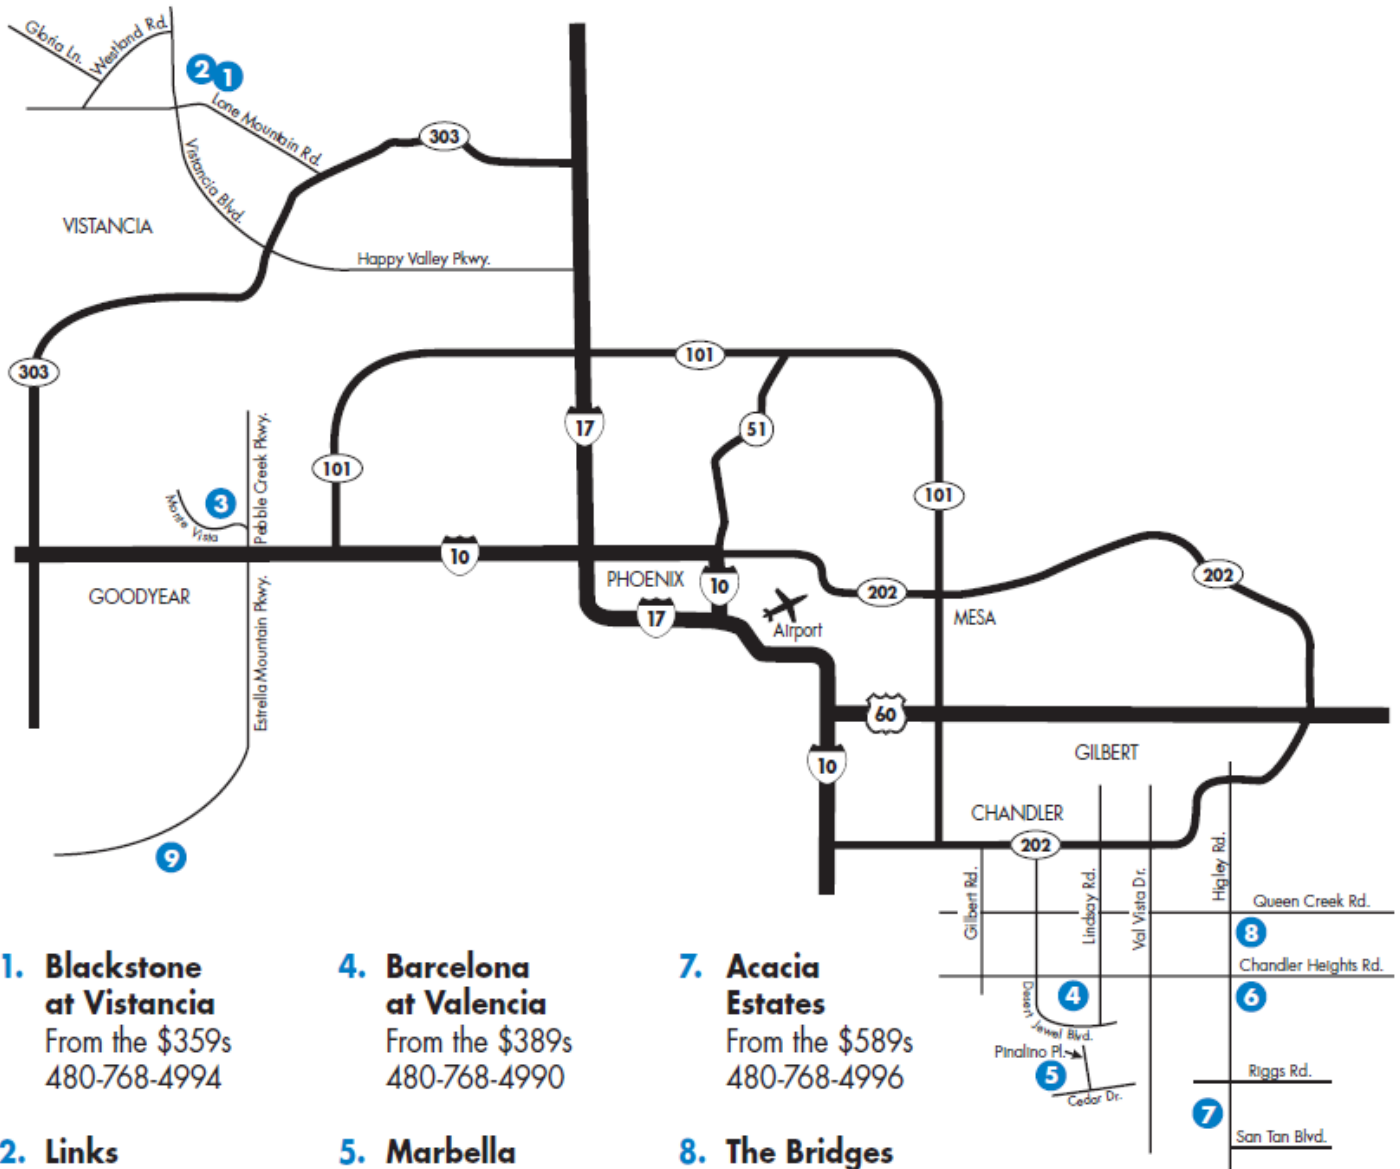 Gloria Ln.
Westland Rd.
2
1
Lone Mountain Rd.
303
Vistancia Blvd.
VISTANCIA
Happy Valley Pkwy.
303
101
17
51
101
101
3
Monte Vista
Pebble Creek Pkwy.
10
GOODYEAR
Estrella Mountain Pkwy.
PHOENIX
10
17
Airport
202
202
MESA
60
10
GILBERT
CHANDLER
202
9
Gilbert Rd.
Lindsay Rd.
Val Vista Dr.
Higley Rd.
Queen Creek Rd.
8
Chandler Heights Rd.
4
6
Desert Jewel Blvd.
Pinalino Pl.
5
Cedar Dr.
Riggs Rd.
7
San Tan Blvd.
1. Blackstone
at Vistancia
From the $359s
480-768-4994
2. Links
4. Barcelona
at Valencia
From the $389s
480-768-4990
5. Marbella
7. Acacia
Estates
From the $589s
480-768-4996
8. The Bridges